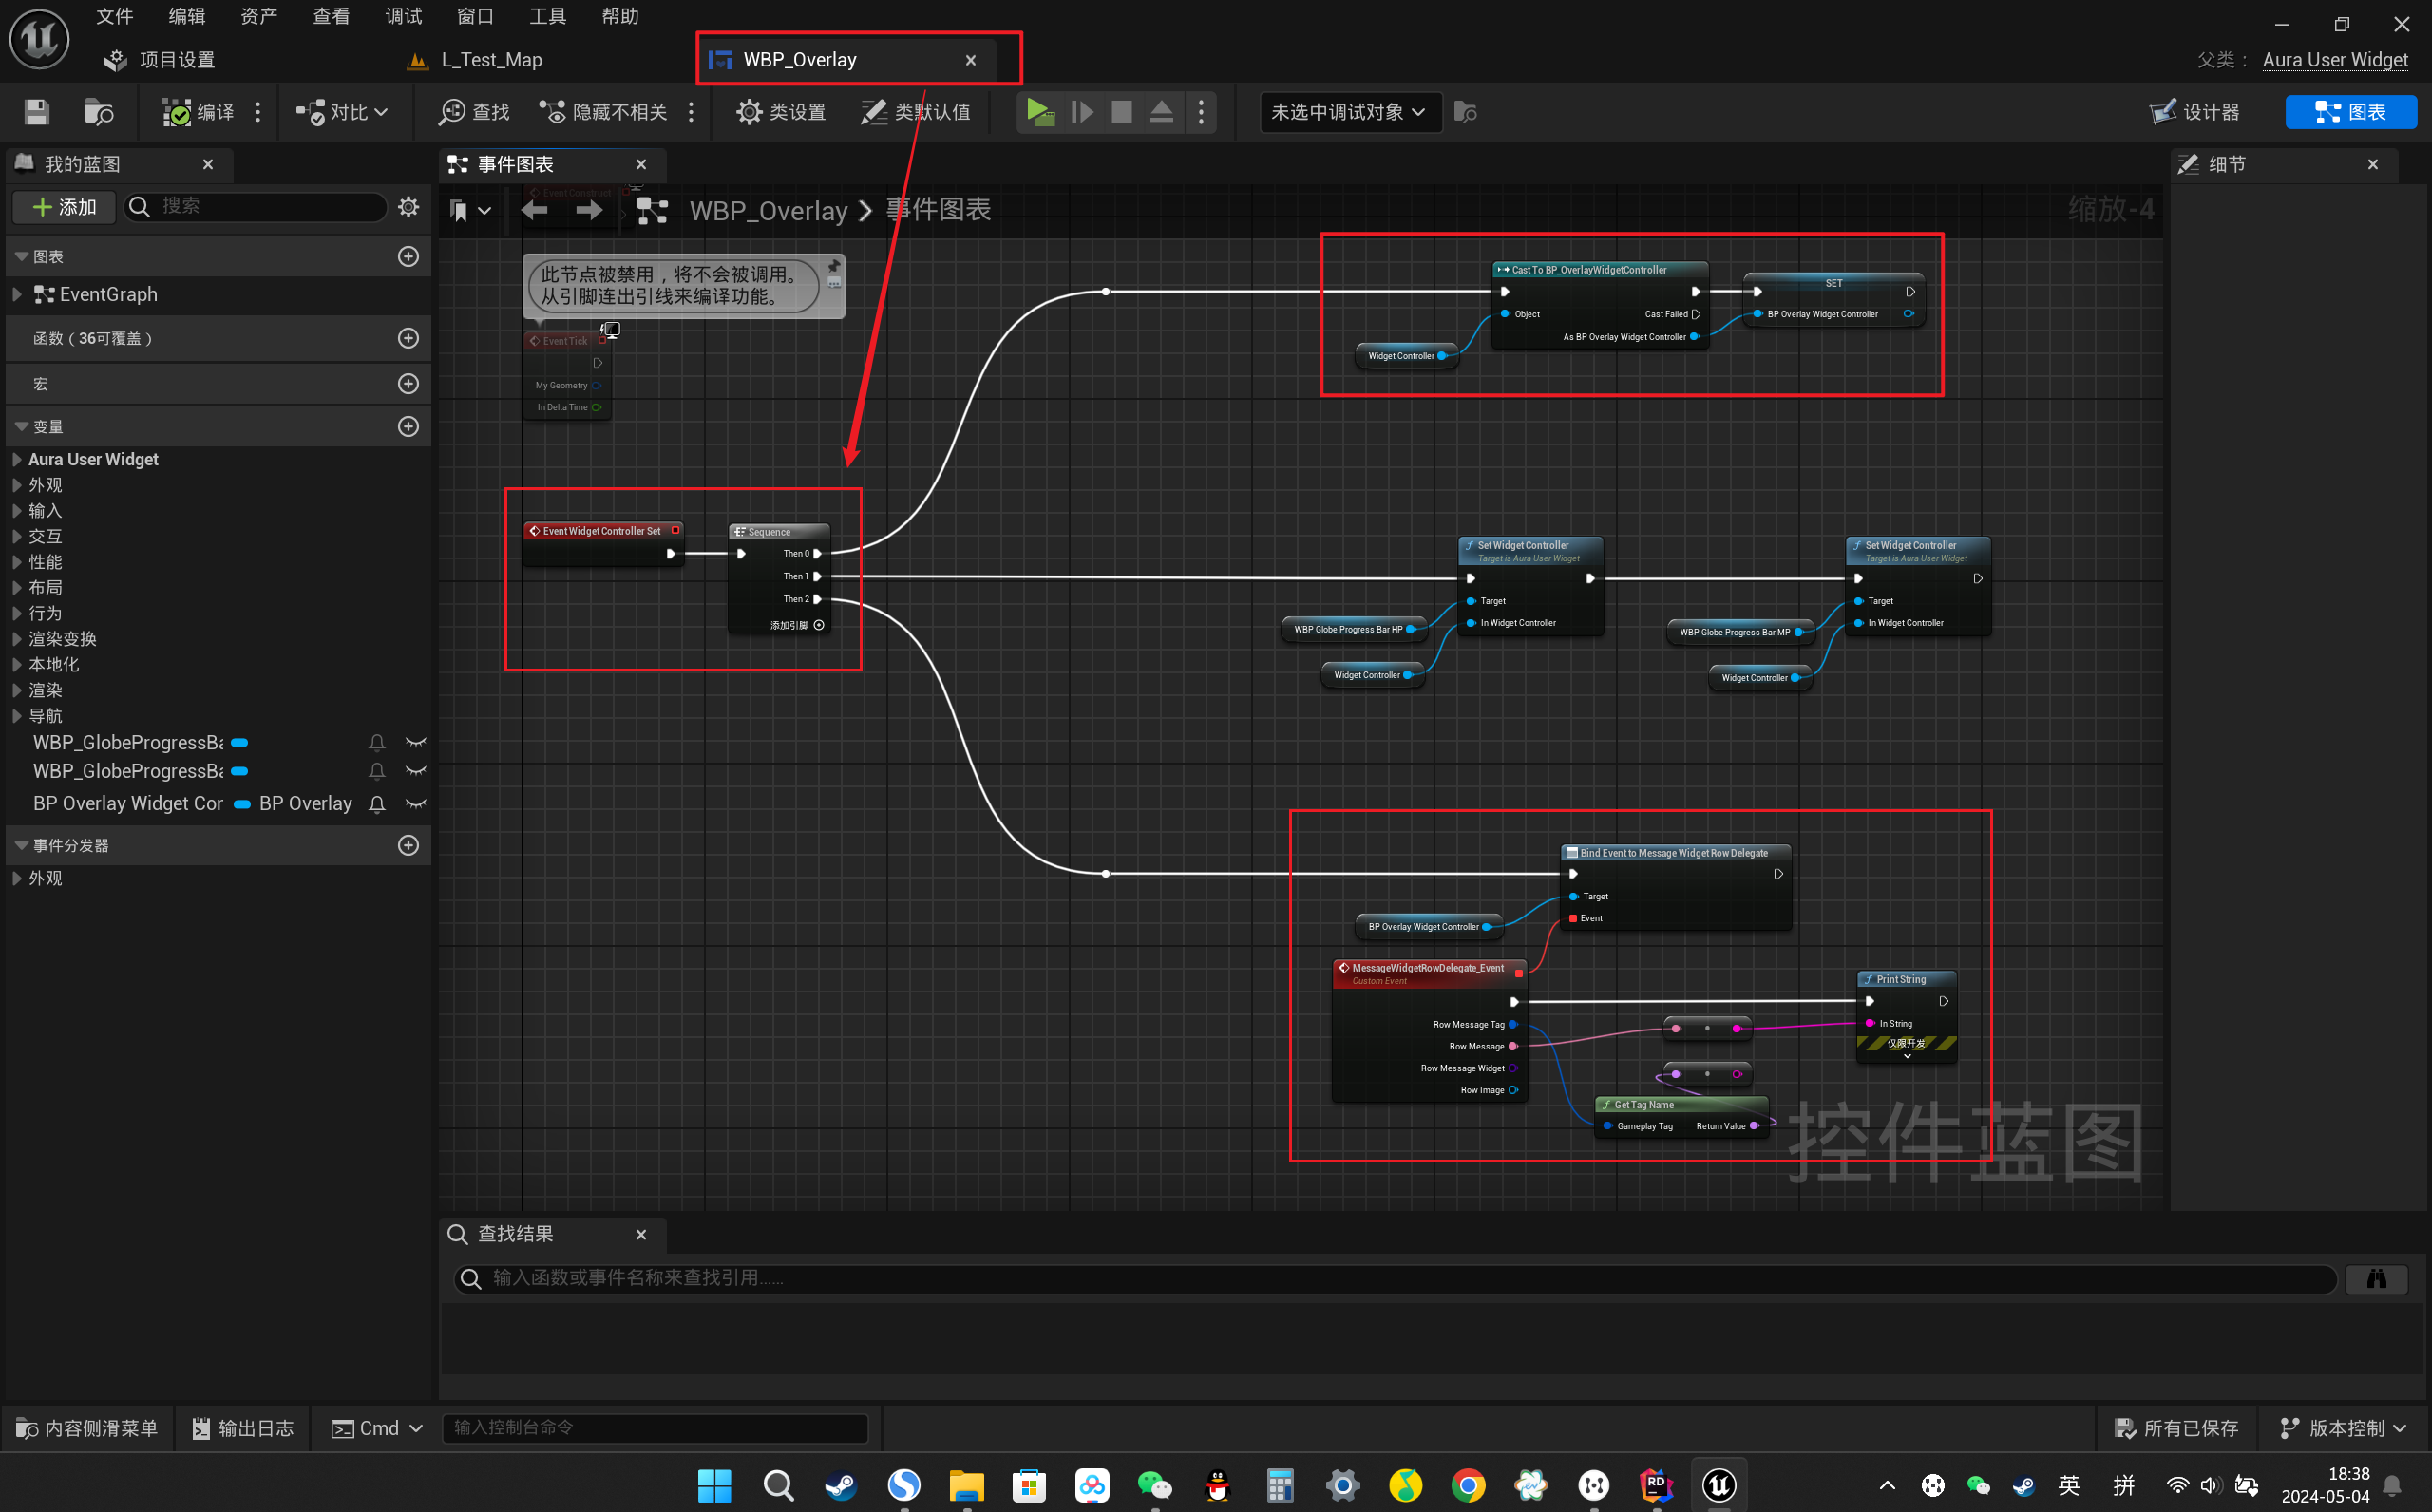 文件 编辑 资产 查看 调试 窗口 工具 帮助
项目设置 L_Test_Map WBP_Overlay 父类： Aura User Widget
编译 对比 查找 隐藏不相关 类设置 类默认值 未选中调试对象 设计器 图表
我的蓝图 事件图表 细节
添加 搜索
Event Construct
WBP_Overlay 事件图表 缩放-4
图表
EventGraph
函数（36可覆盖）
宏
变量
Aura User Widget
外观
输入
交互
性能
布局
行为
渲染变换
本地化
渲染
导航
WBP_GlobeProgressBa
WBP_GlobeProgressBa
BP Overlay Widget Cor BP Overlay
事件分发器
外观
此节点被禁用，将不会被调用。
从引脚连出引线来编译功能。
Event Tick
My Geometry
In Delta Time
Cast To BP_OverlayWidgetController
Object Cast Failed
As BP Overlay Widget Controller
Widget Controller
SET
BP Overlay Widget Controller
Event Widget Controller Set
Sequence
Then 0
Then 1
Then 2
添加引脚
Set Widget Controller
Target is Aura User Widget
Target
In Widget Controller
WBP Globe Progress Bar HP
Widget Controller
Set Widget Controller
Target is Aura User Widget
Target
In Widget Controller
WBP Globe Progress Bar MP
Widget Controller
Bind Event to Message Widget Row Delegate
Target
Event
BP Overlay Widget Controller
MessageWidgetRowDelegate_Event
Custom Event
Row Message Tag
Row Message
Row Message Widget
Row Image
Print String
In String
仅限开发
Get Tag Name
Gameplay Tag Return Value
控件蓝图
查找结果
输入函数或事件名称来查找引用……
内容侧滑菜单 输出日志 Cmd 输入控制台命令 所有已保存 版本控制
RD 英 拼 18:38
2024-05-04